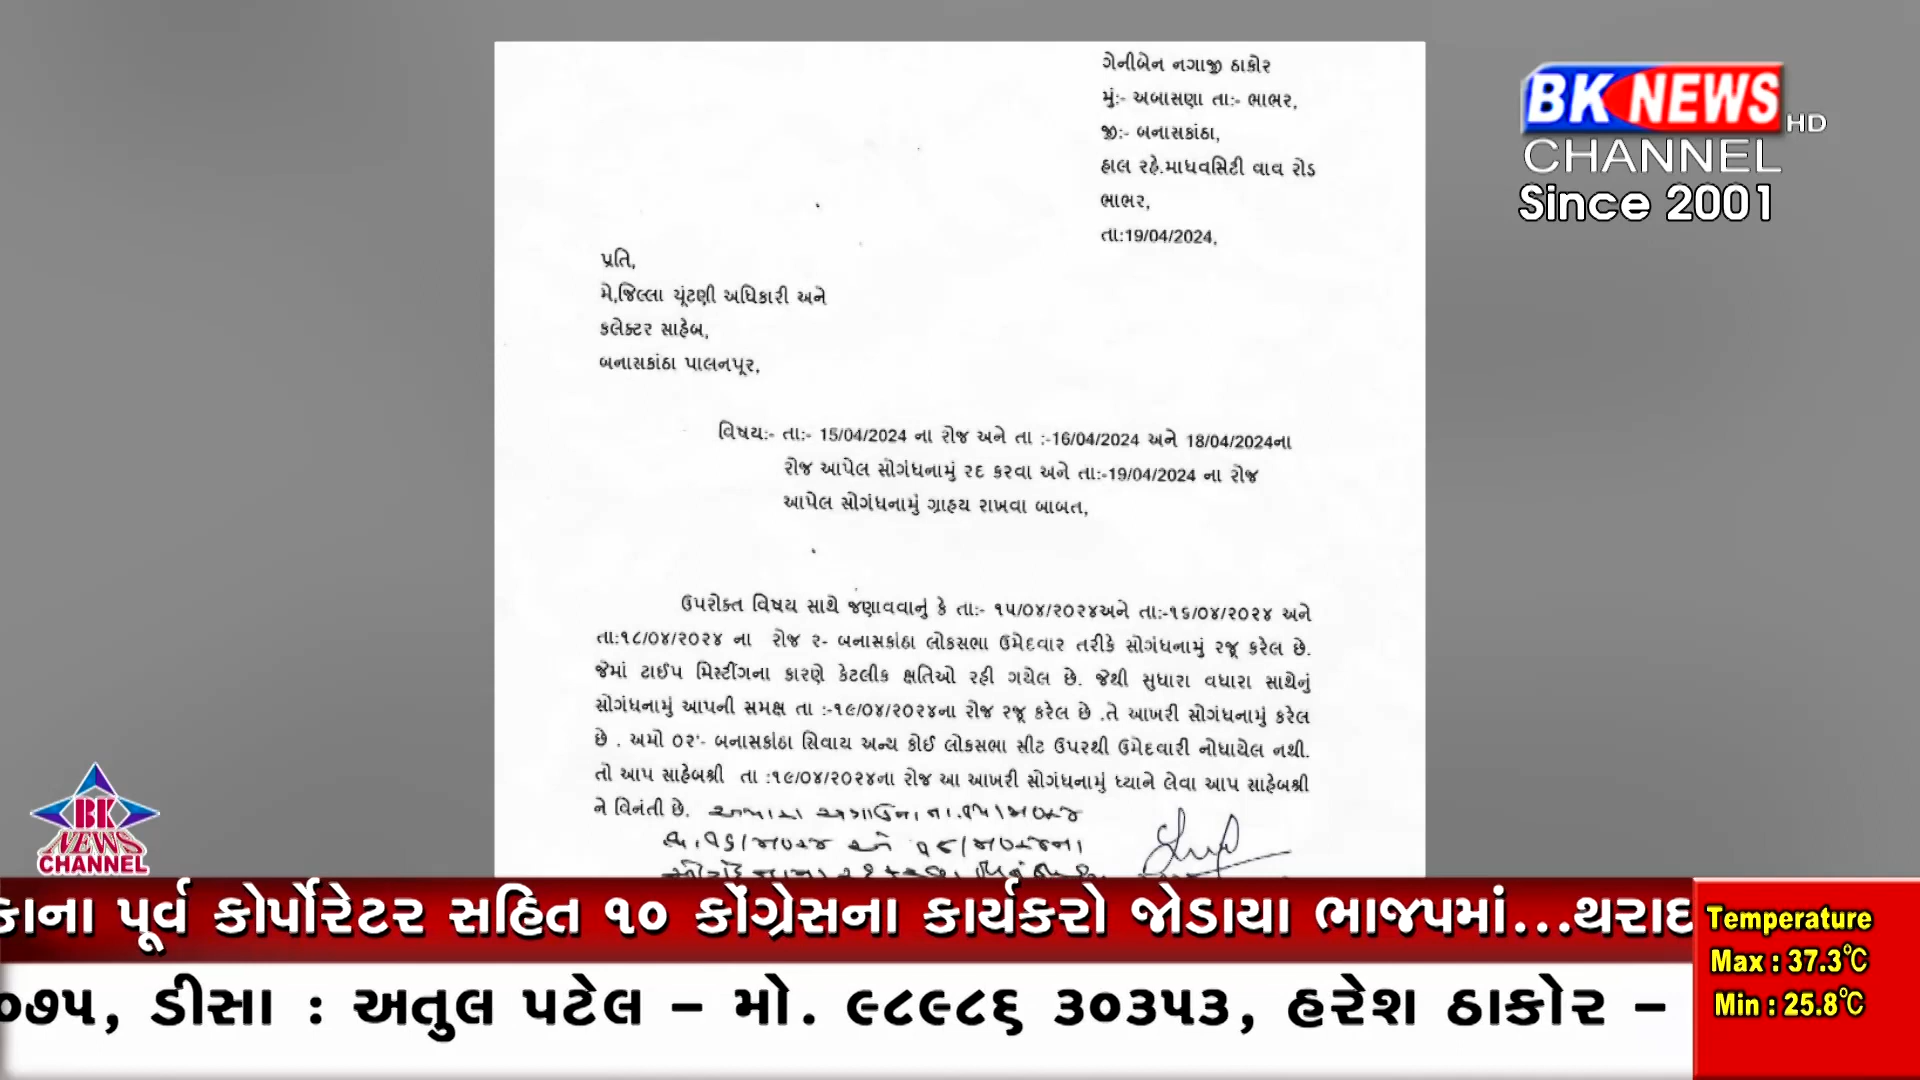 ગેનીબેન નગાજી ઠાકોર
મું:- અબાસણા તા:- ભાભર,
જી:- બનાસકાંઠા,
હાલ રહે.માધવસિટી વાવ રોડ
ભાભર,
તા:19/04/2024,
પ્રતિ,
મે,જિલ્લા ચૂંટણી અધિકારી અને
કલેક્ટર સાહેબ,
બનાસકાંઠા પાલનપૂર,
વિષય:- તા:- 15/04/2024 ના રોજ અને તા :-16/04/2024 અને 18/04/2024ના
રોજ આપેલ સોગંધનામું રદ કરવા અને તા:-19/04/2024 ના રોજ
આપેલ સોગંધનામું ગ્રાહય રાખવા બાબત,
ઉપરોક્ત વિષય સાથે જણાવવાનું કે તા:- ૧૫/૦૪/૨૦૨૪અને તા:-૧૬/૦૪/૨૦૨૪ અને
તા:૧૮/૦૪/૨૦૨૪ ના રોજ ૨- બનાસકાંઠા લોકસભા ઉમેદવાર તરીકે સોગંધનામું રજૂ કરેલ છે.
જેમાં ટાઈપ મિસ્ટીંગના કારણે કેટલીક ક્ષતિઓ રહી ગયેલ છે. જેથી સુધારા વધારા સાથેનું
સોગંધનામું આપની સમક્ષ તા :-૧૯/૦૪/૨૦૨૪ના રોજ રજૂ કરેલ છે .તે આખરી સોગંધનામું કરેલ
છે . અમો ૦૨'- બનાસકાંઠા સિવાય અન્ય કોઈ લોકસભા સીટ ઉપરથી ઉમેદવારી નોધાયેલ નથી.
તો આપ સાહેબશ્રી તા :૧૯/૦૪/૨૦૨૪ના રોજ આ આખરી સોગંધનામું ધ્યાને લેવા આપ સાહેબશ્રી
ને વિનંતી છે.
BK NEWS HD
CHANNEL
Since 2001
BK
NEWS
CHANNEL
કાના પૂર્વ કોર્પોરેટર સહિત ૧૦ કોંગ્રેસના કાર્યકરો જોડાયા ભાજપમાં...થરાદ
૦૭૫, ડીસા : અતુલ પટેલ – મો. ૯૮૯૮૬ ૩૦૩૫૩, હરેશ ઠાકોર –
Temperature
Max : 37.3°C
Min : 25.8°C